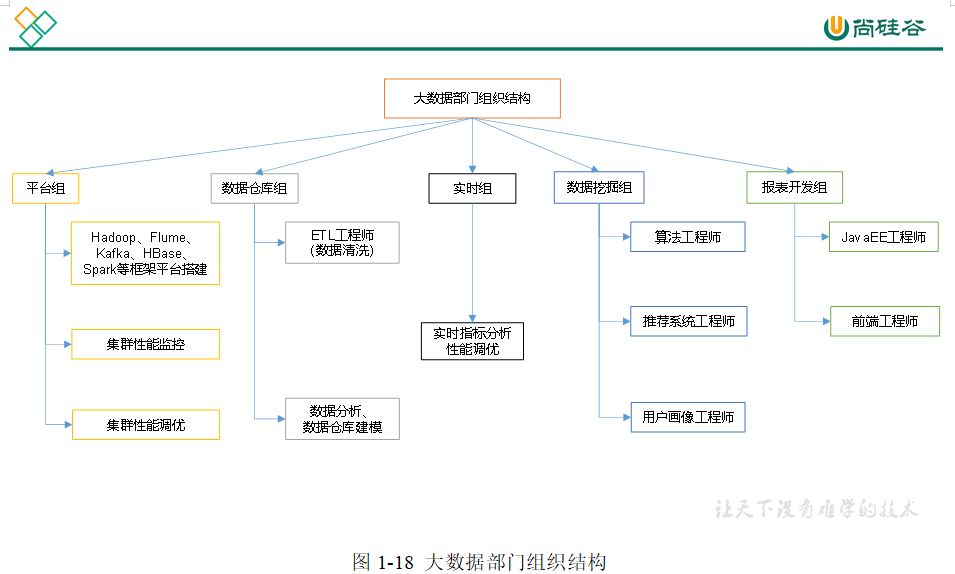 尚硅谷
大数据部门组织结构
平台组
数据仓库组
实时组
数据挖掘组
报表开发组
Hadoop、Flume、
Kafka、HBase、
Spark等框架平台搭建
集群性能监控
集群性能调优
ETL工程师
(数据清洗)
数据分析、
数据仓库建模
实时指标分析
性能调优
算法工程师
推荐系统工程师
用户画像工程师
JavaEE工程师
前端工程师
让天下没有难学的技术
图 1-18 大数据部门组织结构